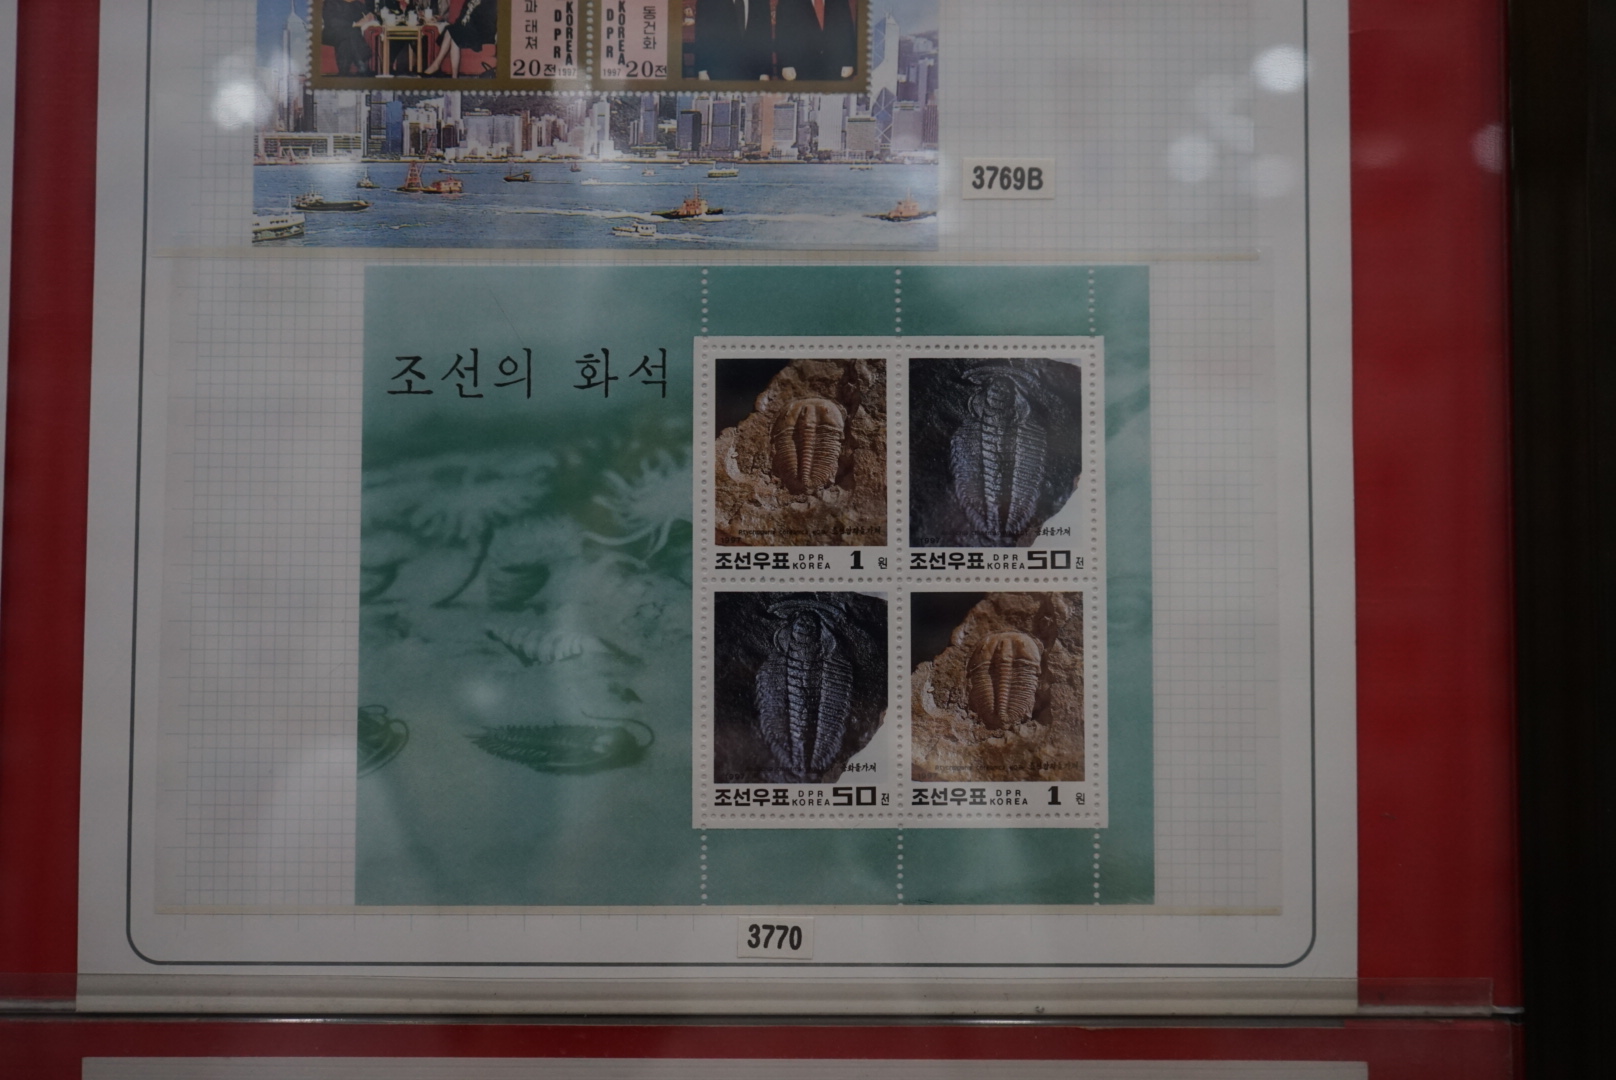 과 태쳐
DPR KOREA
20전
1997
DPR KOREA
동건화
1997
20전
3769B
조선의 화석
조선우표 DPR KOREA 1 원
조선우표 DPR KOREA 50 전
조선우표 DPR KOREA 50 전
조선우표 DPR KOREA 1 원
3770